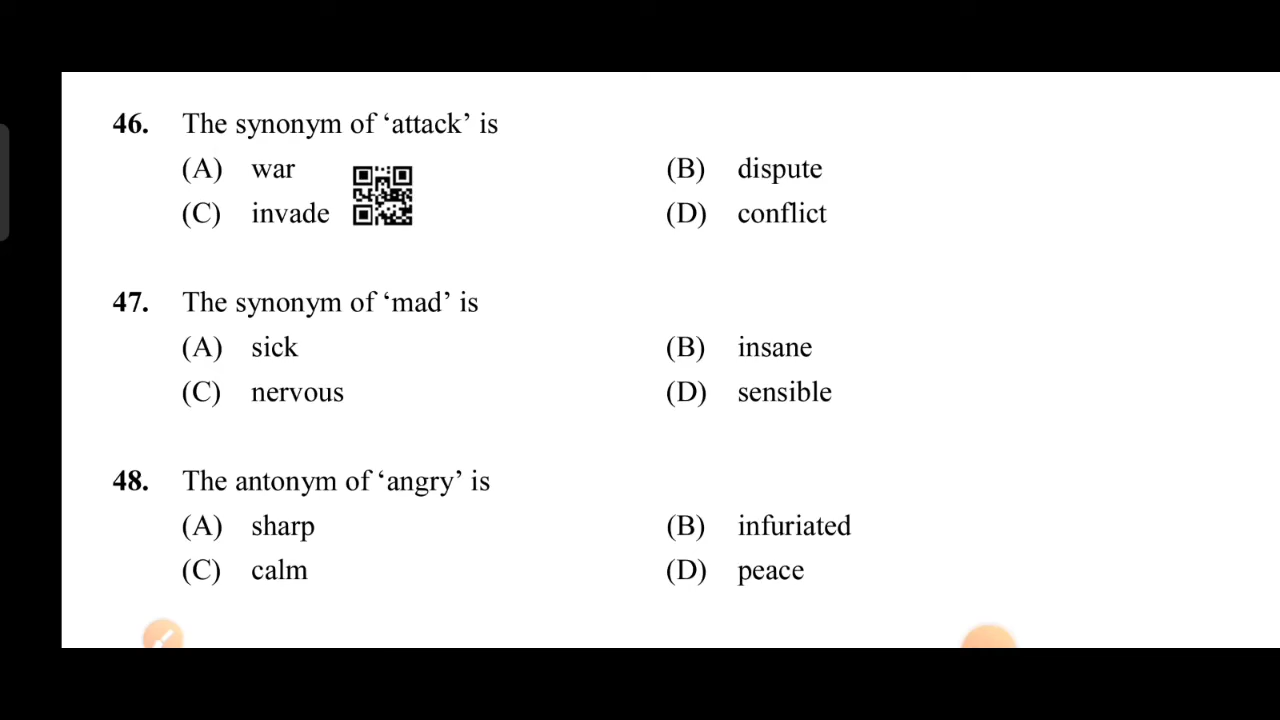 46. The synonym of ‘attack’ is
(A) war (B) dispute
(C) invade (D) conflict
47. The synonym of ‘mad’ is
(A) sick (B) insane
(C) nervous (D) sensible
48. The antonym of ‘angry’ is
(A) sharp (B) infuriated
(C) calm (D) peace